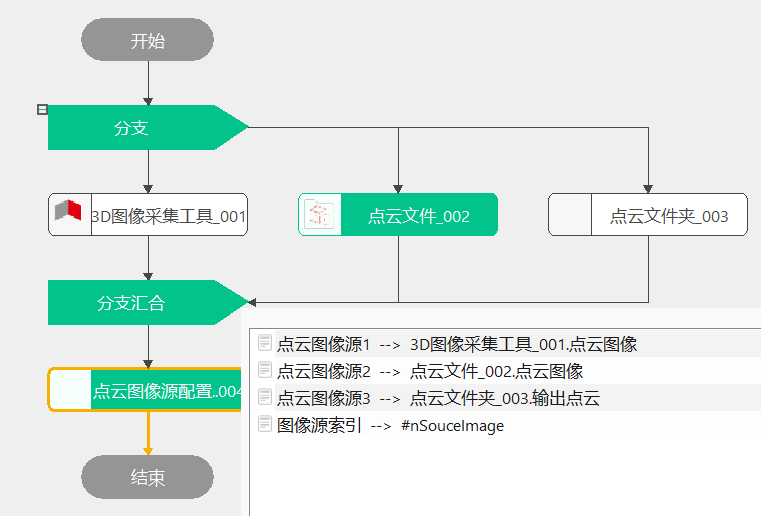 开始
分支
3D图像采集工具_001
点云文件_002
点云文件夹_003
分支汇合
点云图像源1 --> 3D图像采集工具_001.点云图像
点云图像源2 --> 点云文件_002.点云图像
点云图像源3 --> 点云文件夹_003.输出点云
图像源索引 --> #nSouceImage
点云图像源配置..004
结束